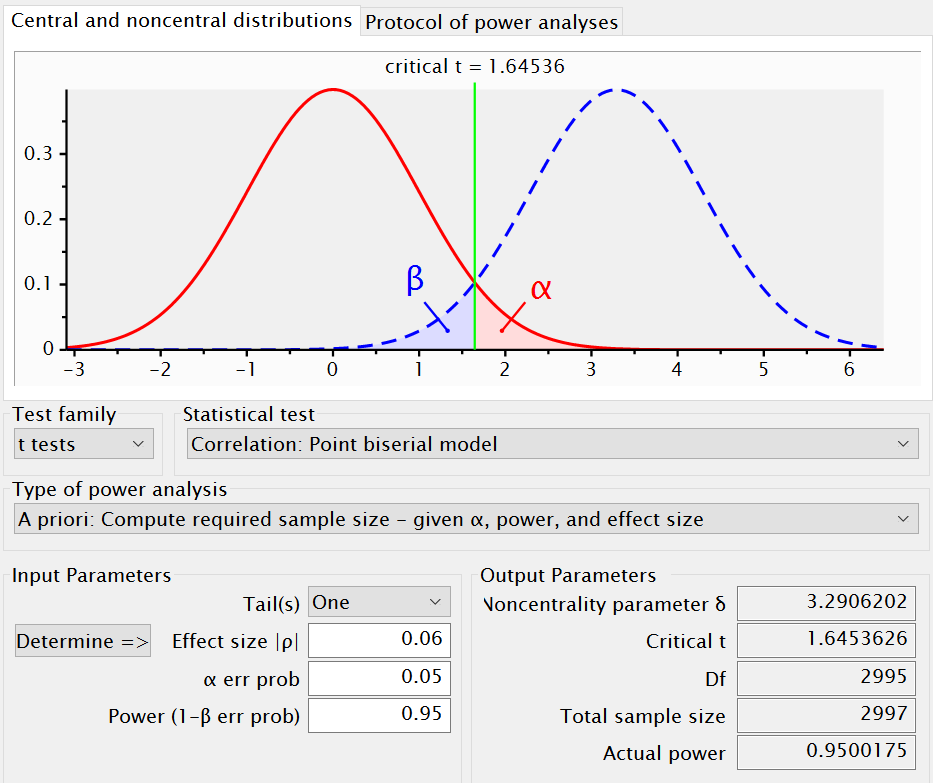 Central and noncentral distributions Protocol of power analyses
critical t = 1.64536
0.3
0.2
0.1
0
β
α
−3 −2 −1 0 1 2 3 4 5 6
Test family Statistical test
t tests Correlation: Point biserial model
Type of power analysis
A priori: Compute required sample size – given α, power, and effect size
Input Parameters Output Parameters
Tail(s) One Noncentrality parameter δ 3.2906202
Determine => Effect size |ρ| 0.06 Critical t 1.6453626
α err prob 0.05 Df 2995
Power (1−β err prob) 0.95 Total sample size 2997
Actual power 0.9500175